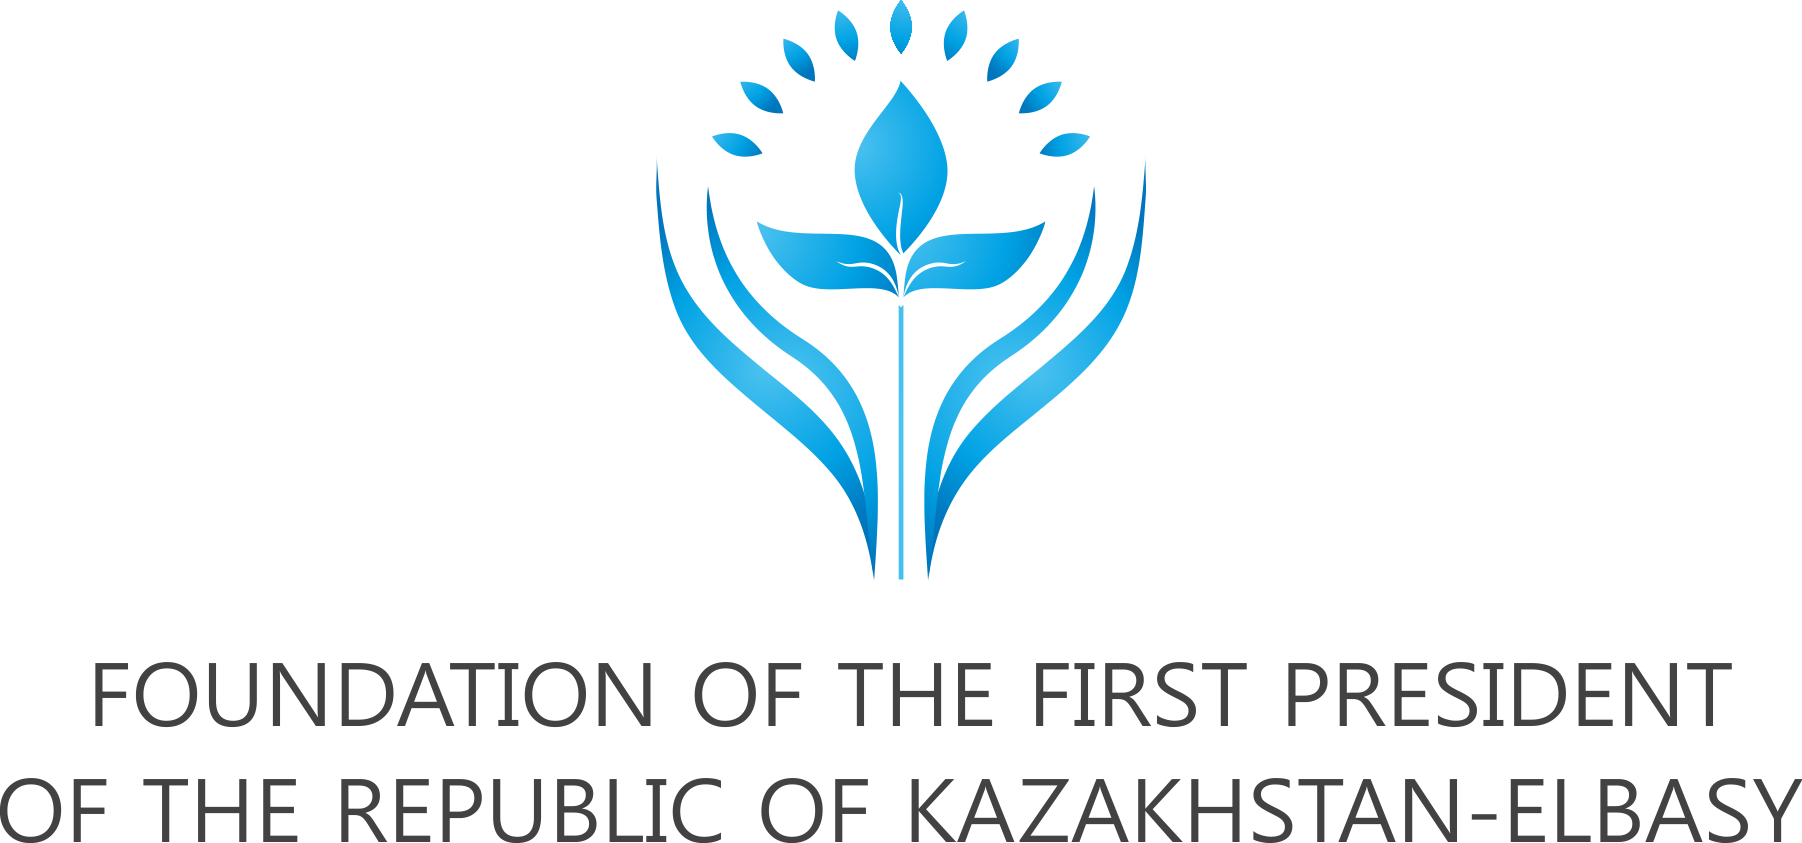 FOUNDATION OF THE FIRST PRESIDENT
OF THE REPUBLIC OF KAZAKHSTAN-ELBASY